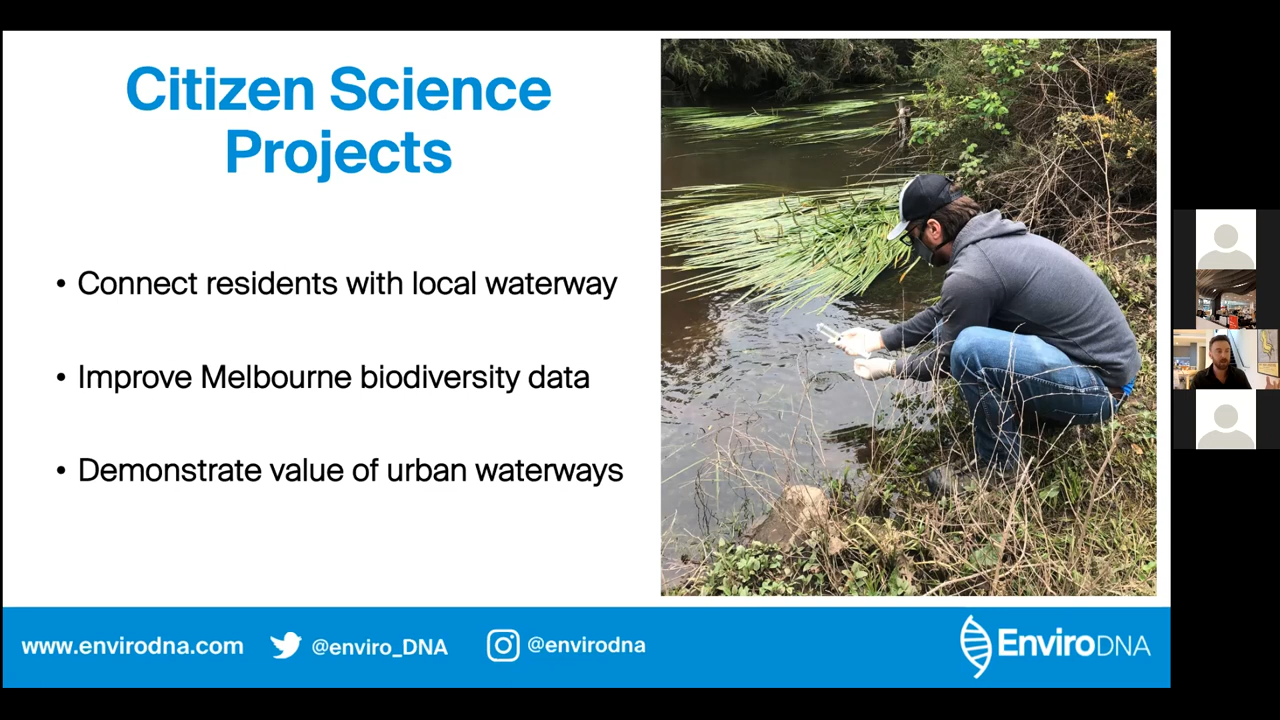 Citizen Science
Projects
• Connect residents with local waterway
• Improve Melbourne biodiversity data
• Demonstrate value of urban waterways
www.envirodna.com @enviro_DNA @envirodna EnviroDNA